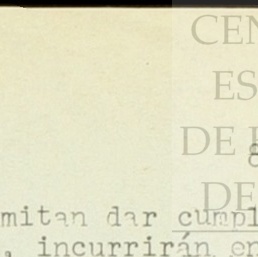 CEN
ES
DE E
g
DE
mitan dar cumpl
, incurrirán en